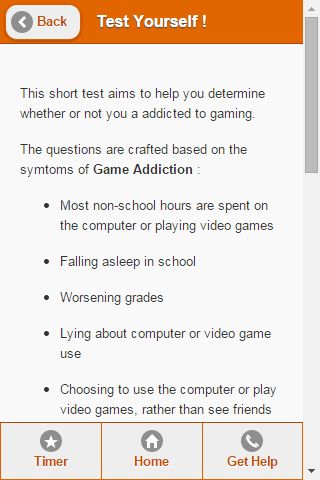 Back
Test Yourself !
This short test aims to help you determine
whether or not you a addicted to gaming.
The questions are crafted based on the
symtoms of Game Addiction :
Most non-school hours are spent on
the computer or playing video games
Falling asleep in school
Worsening grades
Lying about computer or video game
use
Choosing to use the computer or play
video games, rather than see friends
Timer
Home
Get Help